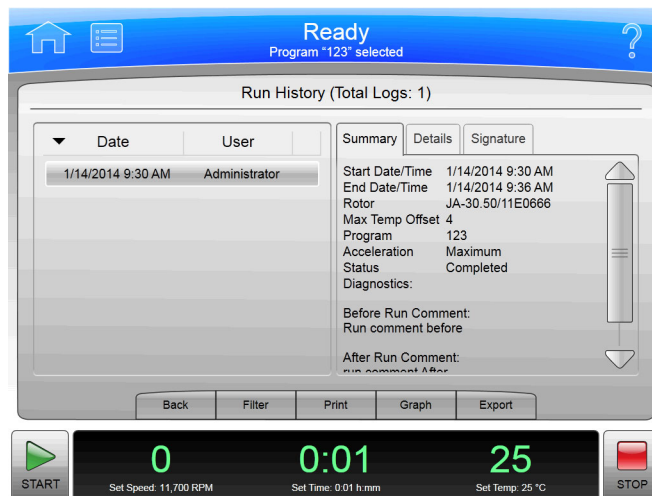 Ready
Program "123" selected
?
Run History (Total Logs: 1)
Date User
1/14/2014 9:30 AM Administrator
Summary Details Signature
Start Date/Time 1/14/2014 9:30 AM
End Date/Time 1/14/2014 9:36 AM
Rotor JA-30.50/11E0666
Max Temp Offset 4
Program 123
Acceleration Maximum
Status Completed
Diagnostics:
Before Run Comment:
Run comment before
After Run Comment:
run comment After
Back Filter Print Graph Export
START
0
Set Speed: 11,700 RPM
0:01
Set Time: 0:01 h:mm
25
Set Temp: 25 °C
STOP